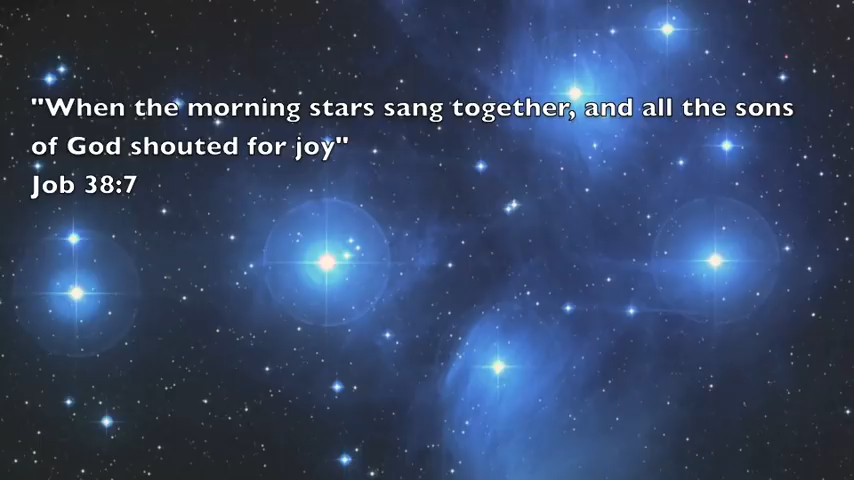 "When the morning stars sang together, and all the sons
of God shouted for joy"
Job 38:7